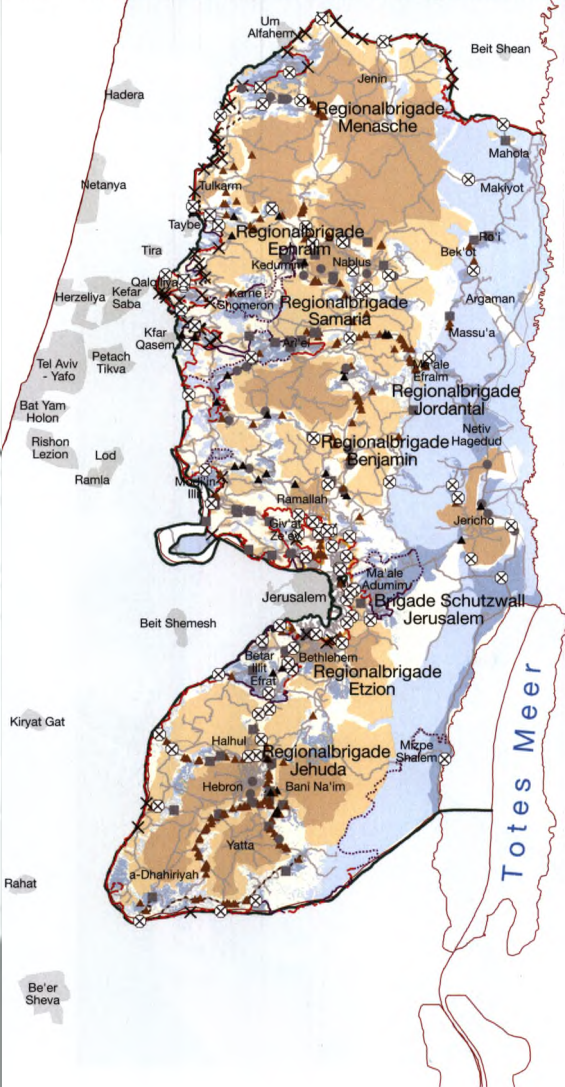 Um
Alfahem
Beit Shean
Jenin
Hadera
Regionalbrigade
Menasche
Mahola
Netanya
Tulkarm
Makiyot
Taybe
Regionalbrigade
Ephraim
Ro'i
Tira
Bek'ot
Kedumim
Nablus
Qalqiliya
Herzeliya
Kefar
Saba
Karne
Shomeron
Argaman
Regionalbrigade
Samaria
Massu'a
Kfar
Qasem
Ari'el
Tel Aviv
- Yafo
Petach
Tikva
Ma'ale
Efraim
Regionalbrigade
Jordantal
Bat Yam
Holon
Netiv
Hagedud
Rishon
Lezion
Lod
Regionalbrigade
Benjamin
Ramla
Modi'in
Illit
Ramallah
Giv'at
Ze'ev
Jericho
Ma'ale
Adumim
Jerusalem
Brigade Schutzwall
Jerusalem
Beit Shemesh
Betar
Illit
Bethlehem
Efrat
Regionalbrigade
Etzion
Kiryat Gat
Halhul
Regionalbrigade
Jehuda
Mizpe
Shalem
Hebron
Bani Na'im
Totes Meer
Yatta
a-Dhahiriyah
Rahat
Be'er
Sheva